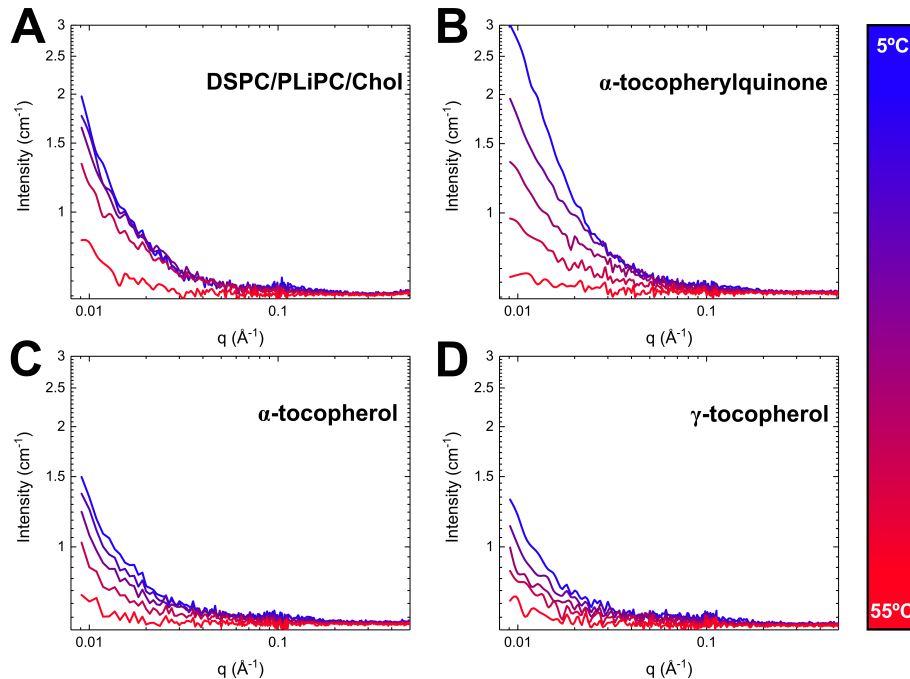 A
DSPC/PLiPC/Chol
3
2.5
2
1.5
1
Intensity (cm-1)
0.01
0.1
q (Å-1)
B
α-tocopherylquinone
3
2.5
2
1.5
1
Intensity (cm-1)
0.01
0.1
q (Å-1)
5ºC
55ºC
C
α-tocopherol
3
2.5
2
1.5
1
Intensity (cm-1)
0.01
0.1
q (Å-1)
D
γ-tocopherol
3
2.5
2
1.5
1
Intensity (cm-1)
0.01
0.1
q (Å-1)